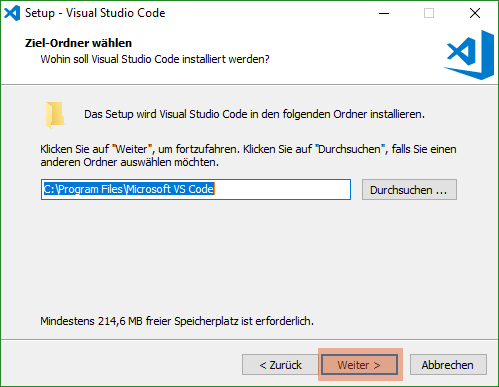 Setup - Visual Studio Code
Ziel-Ordner wählen
Wohin soll Visual Studio Code installiert werden?
Das Setup wird Visual Studio Code in den folgenden Ordner installieren.
Klicken Sie auf "Weiter", um fortzufahren. Klicken Sie auf "Durchsuchen", falls Sie einen
anderen Ordner auswählen möchten.
C:\Program Files\Microsoft VS Code
Durchsuchen ...
Mindestens 214,6 MB freier Speicherplatz ist erforderlich.
< Zurück Weiter > Abbrechen